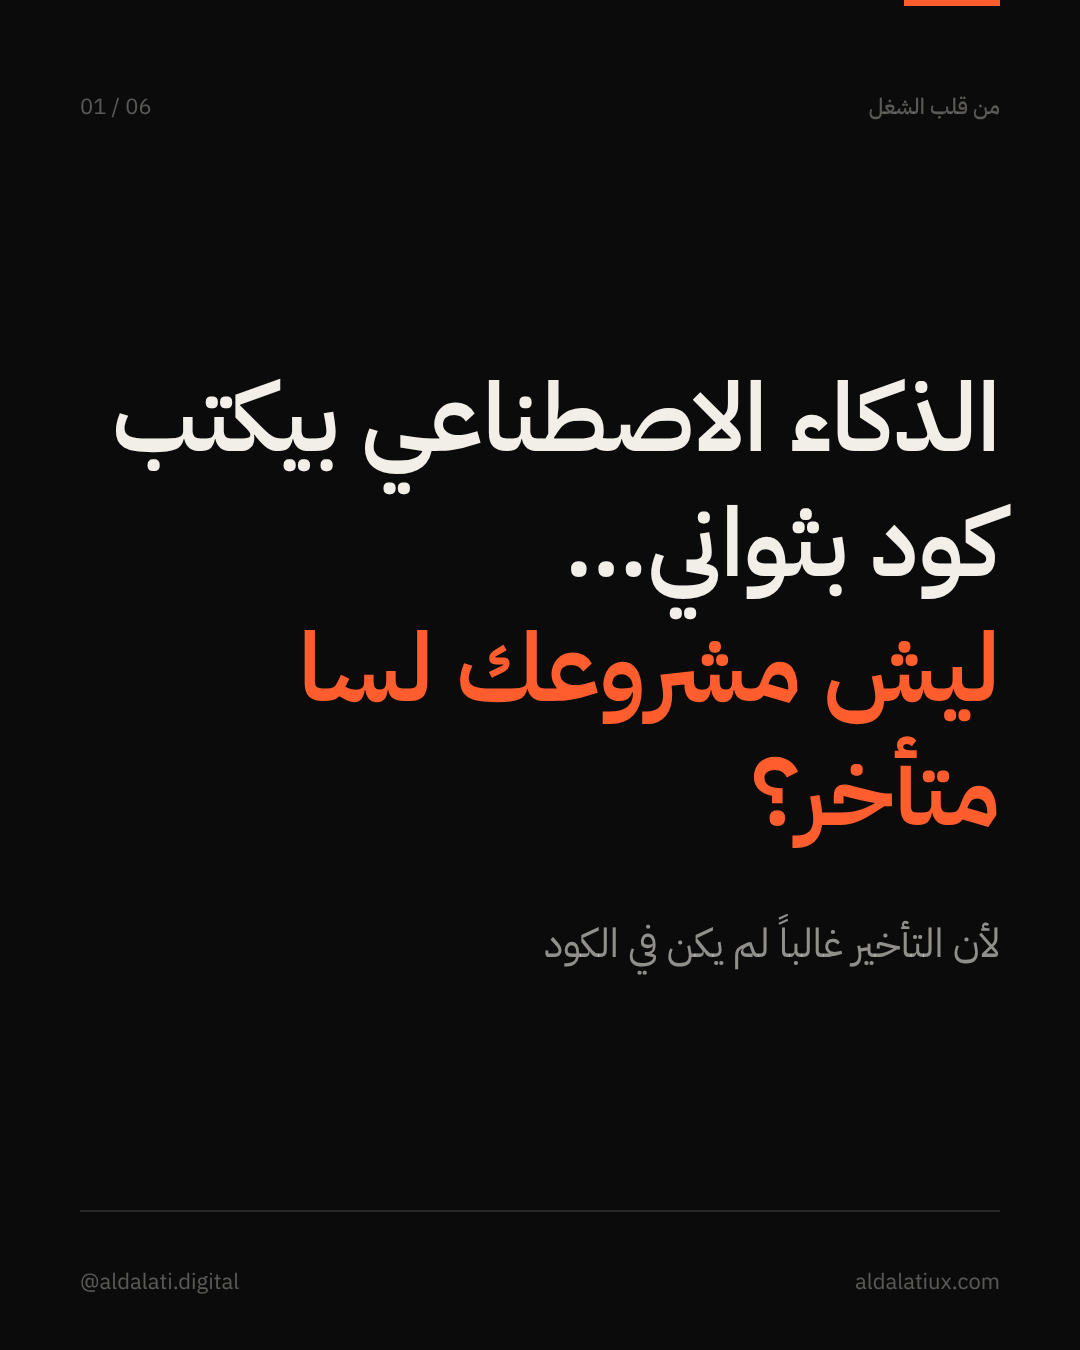 من قلب الشغل
01 / 06
الذكاء الاصطناعي بيكتب
كود بثواني...
ليش مشروعك لسا
متأخر؟
لأن التأخير غالباً لم يكن في الكود
aldalatiux.com
@aldalati.digital